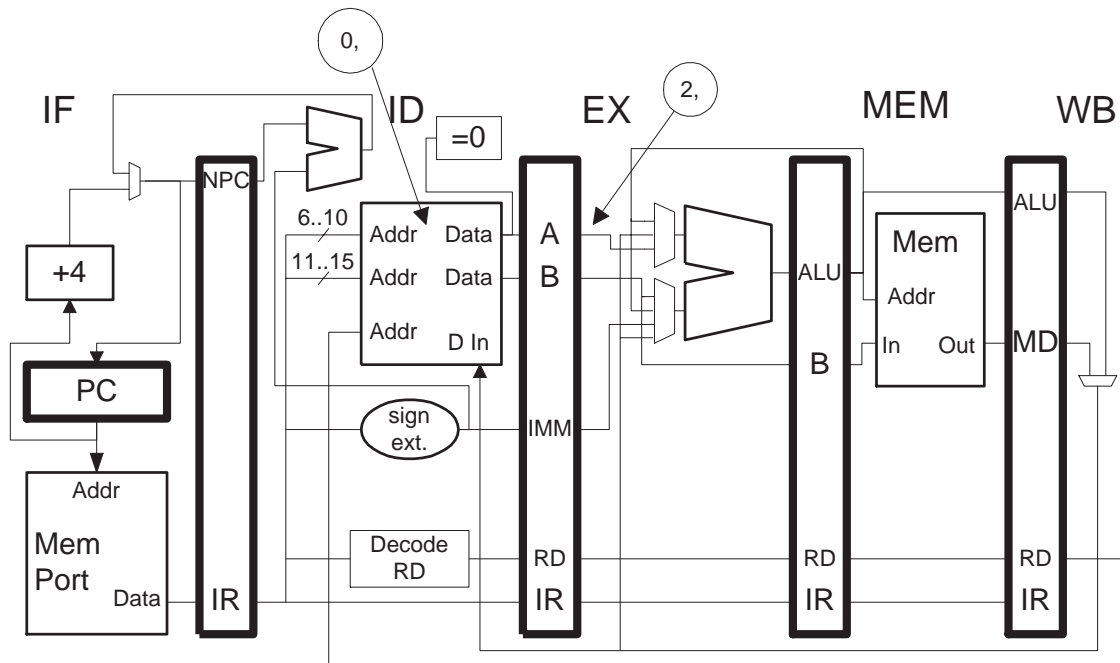 0,
2,
IF
ID
EX
MEM
WB
=0
NPC
6..10
11..15
Addr
Data
Addr
Data
Addr
D In
A
B
ALU
B
Mem
Addr
In
Out
ALU
MD
+4
PC
sign
ext.
IMM
Addr
Mem
Port
Data
Decode
RD
RD
RD
RD
IR
IR
IR
IR